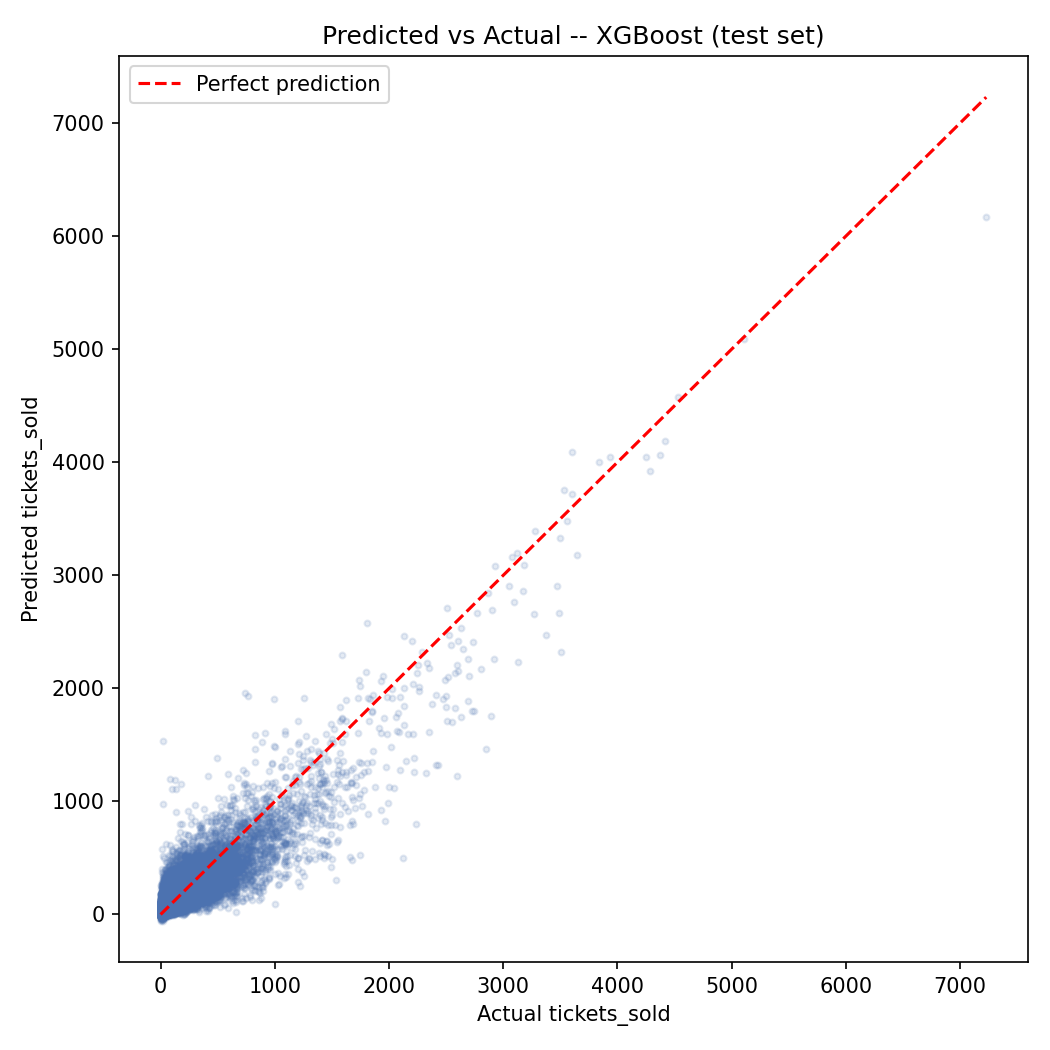 Predicted vs Actual -- XGBoost (test set)
Perfect prediction
7000
6000
5000
4000
3000
2000
1000
0
Predicted tickets_sold
0 1000 2000 3000 4000 5000 6000 7000
Actual tickets_sold